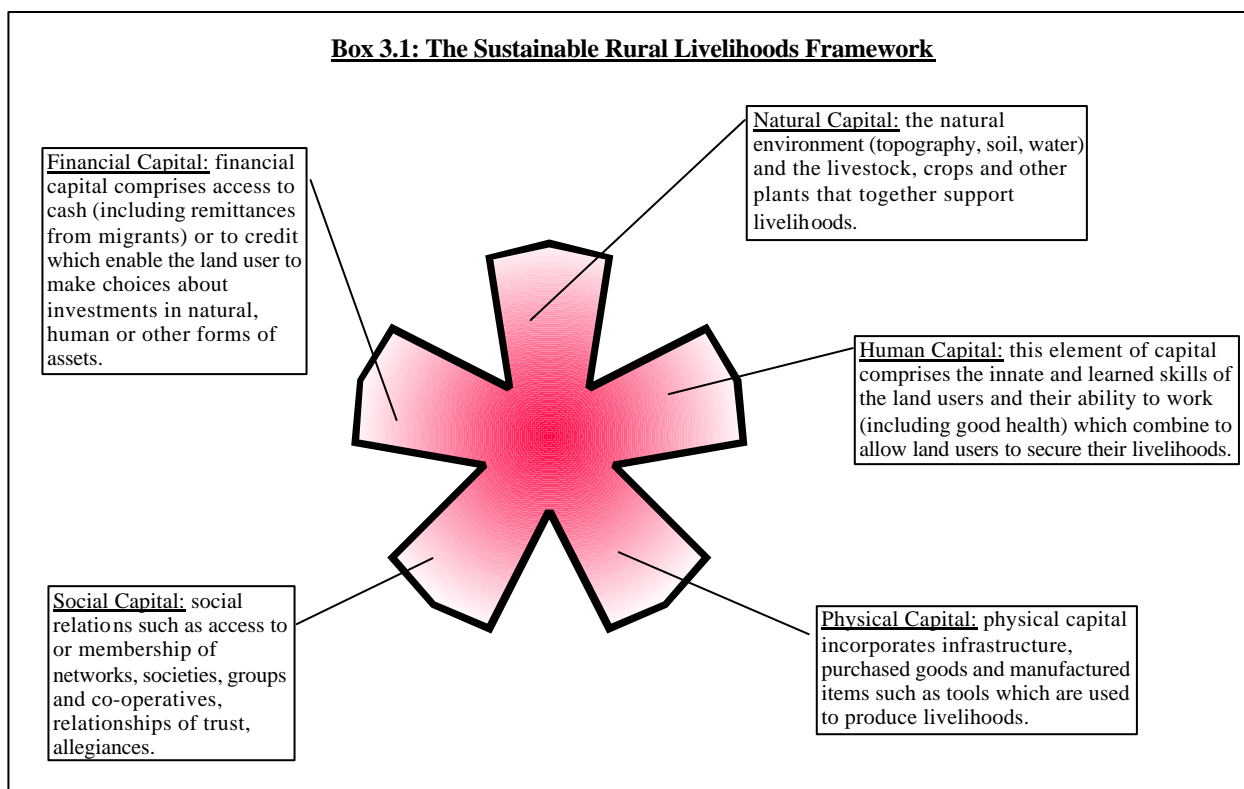 Box 3.1: The Sustainable Rural Livelihoods Framework
Natural Capital: the natural
environment (topography, soil, water)
and the livestock, crops and other
plants that together support
livelihoods.
Financial Capital: financial
capital comprises access to
cash (including remittances
from migrants) or to credit
which enable the land user to
make choices about
investments in natural,
human or other forms of
assets.
Human Capital: this element of capital
comprises the innate and learned skills of
the land users and their ability to work
(including good health) which combine to
allow land users to secure their livelihoods.
Social Capital: social
relations such as access to
or membership of
networks, societies, groups
and co-operatives,
relationships of trust,
allegiances.
Physical Capital: physical capital
incorporates infrastructure,
purchased goods and manufactured
items such as tools which are used
to produce livelihoods.